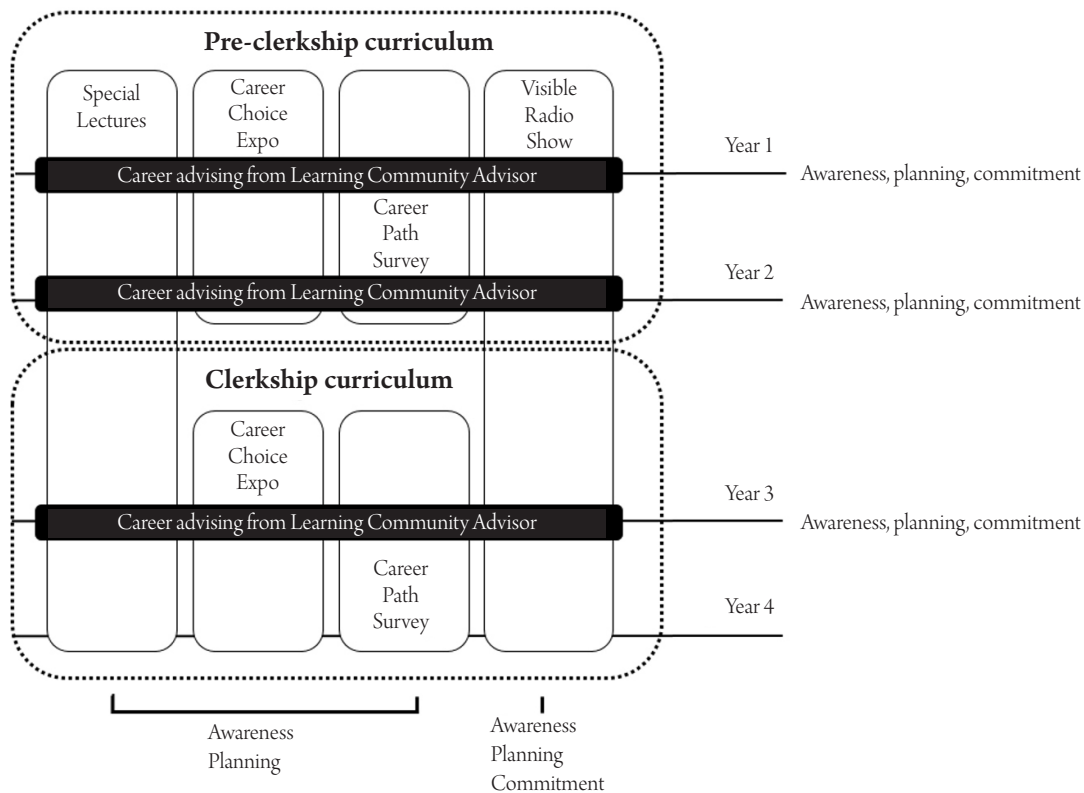 Pre-clerkship curriculum
Special
Lectures
Career
Choice
Expo
Visible
Radio
Show
Year 1
Career advising from Learning Community Advisor
Awareness, planning, commitment
Career
Path
Survey
Year 2
Career advising from Learning Community Advisor
Awareness, planning, commitment
Clerkship curriculum
Career
Choice
Expo
Year 3
Career advising from Learning Community Advisor
Awareness, planning, commitment
Career
Path
Survey
Year 4
Awareness
Planning
Awareness
Planning
Commitment